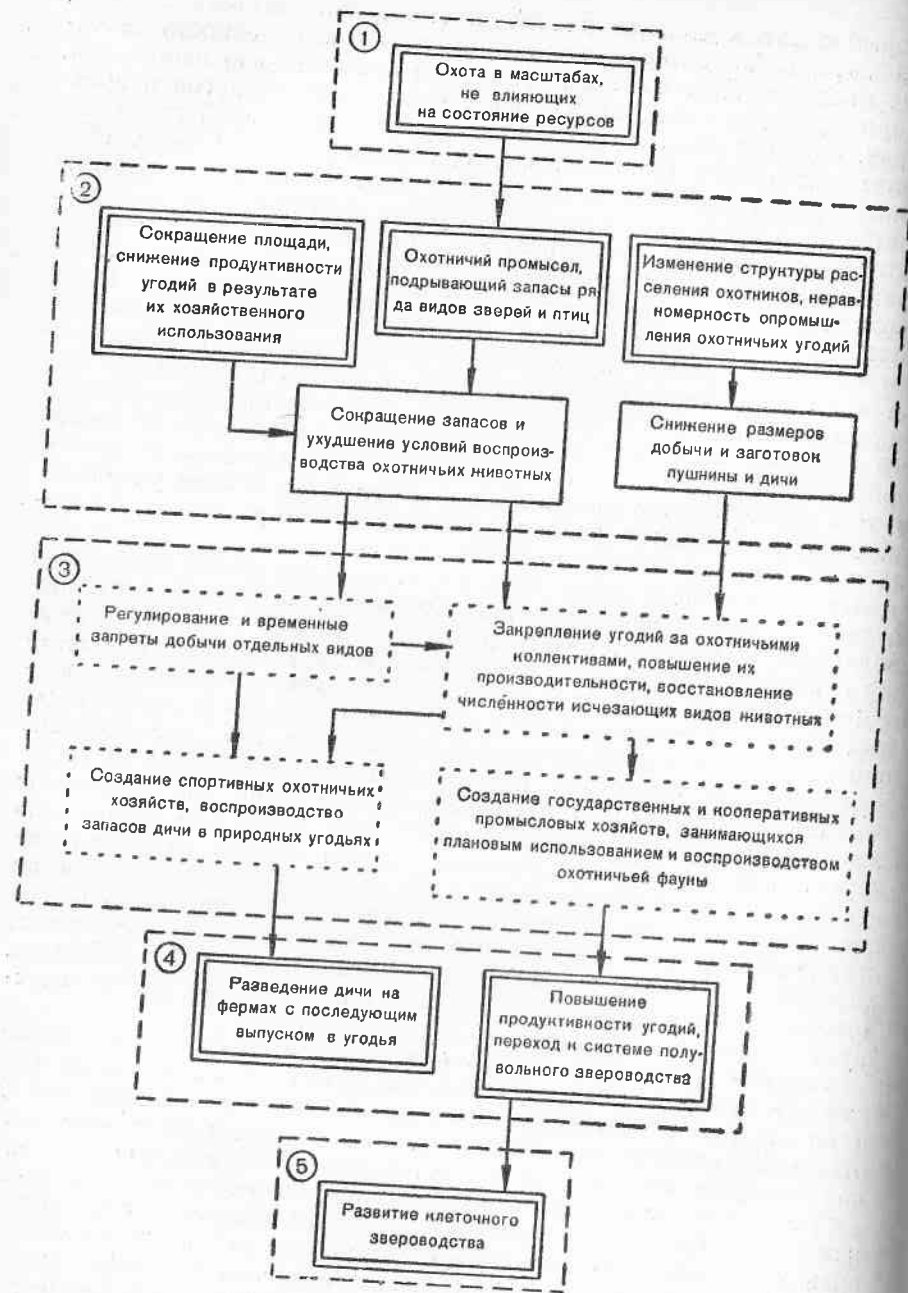 ①
Охота в масштабах,
не влияющих
на состояние ресурсов
②
Сокращение площади,
снижение продуктивности
угодий в результате
их хозяйственного
использования
Охотничий промысел,
подрывающий запасы ря-
да видов зверей и птиц
Изменение структуры рас-
селения охотников, нерав-
номерность опромыш-
ления охотничьих угодий
Сокращение запасов и
ухудшение условий воспроиз-
водства охотничьих животных
Снижение размеров
добычи и заготовок
пушнины и дичи
③
Регулирование и временные
запреты добычи отдельных видов
Закрепление угодий за охотничьими
коллективами, повышение их
производительности, восстановление
численности исчезающих видов животных
Создание спортивных охотничьих
хозяйств, воспроизводство
запасов дичи в природных угодьях
Создание государственных и кооперативных
промысловых хозяйств, занимающихся
плановым использованием и воспроизводством
охотничьей фауны
④
Разведение дичи на
фермах с последующим
выпуском в угодья
Повышение
продуктивности угодий,
переход к системе полу-
вольного звероводства
⑤
Развитие клеточного
звероводства